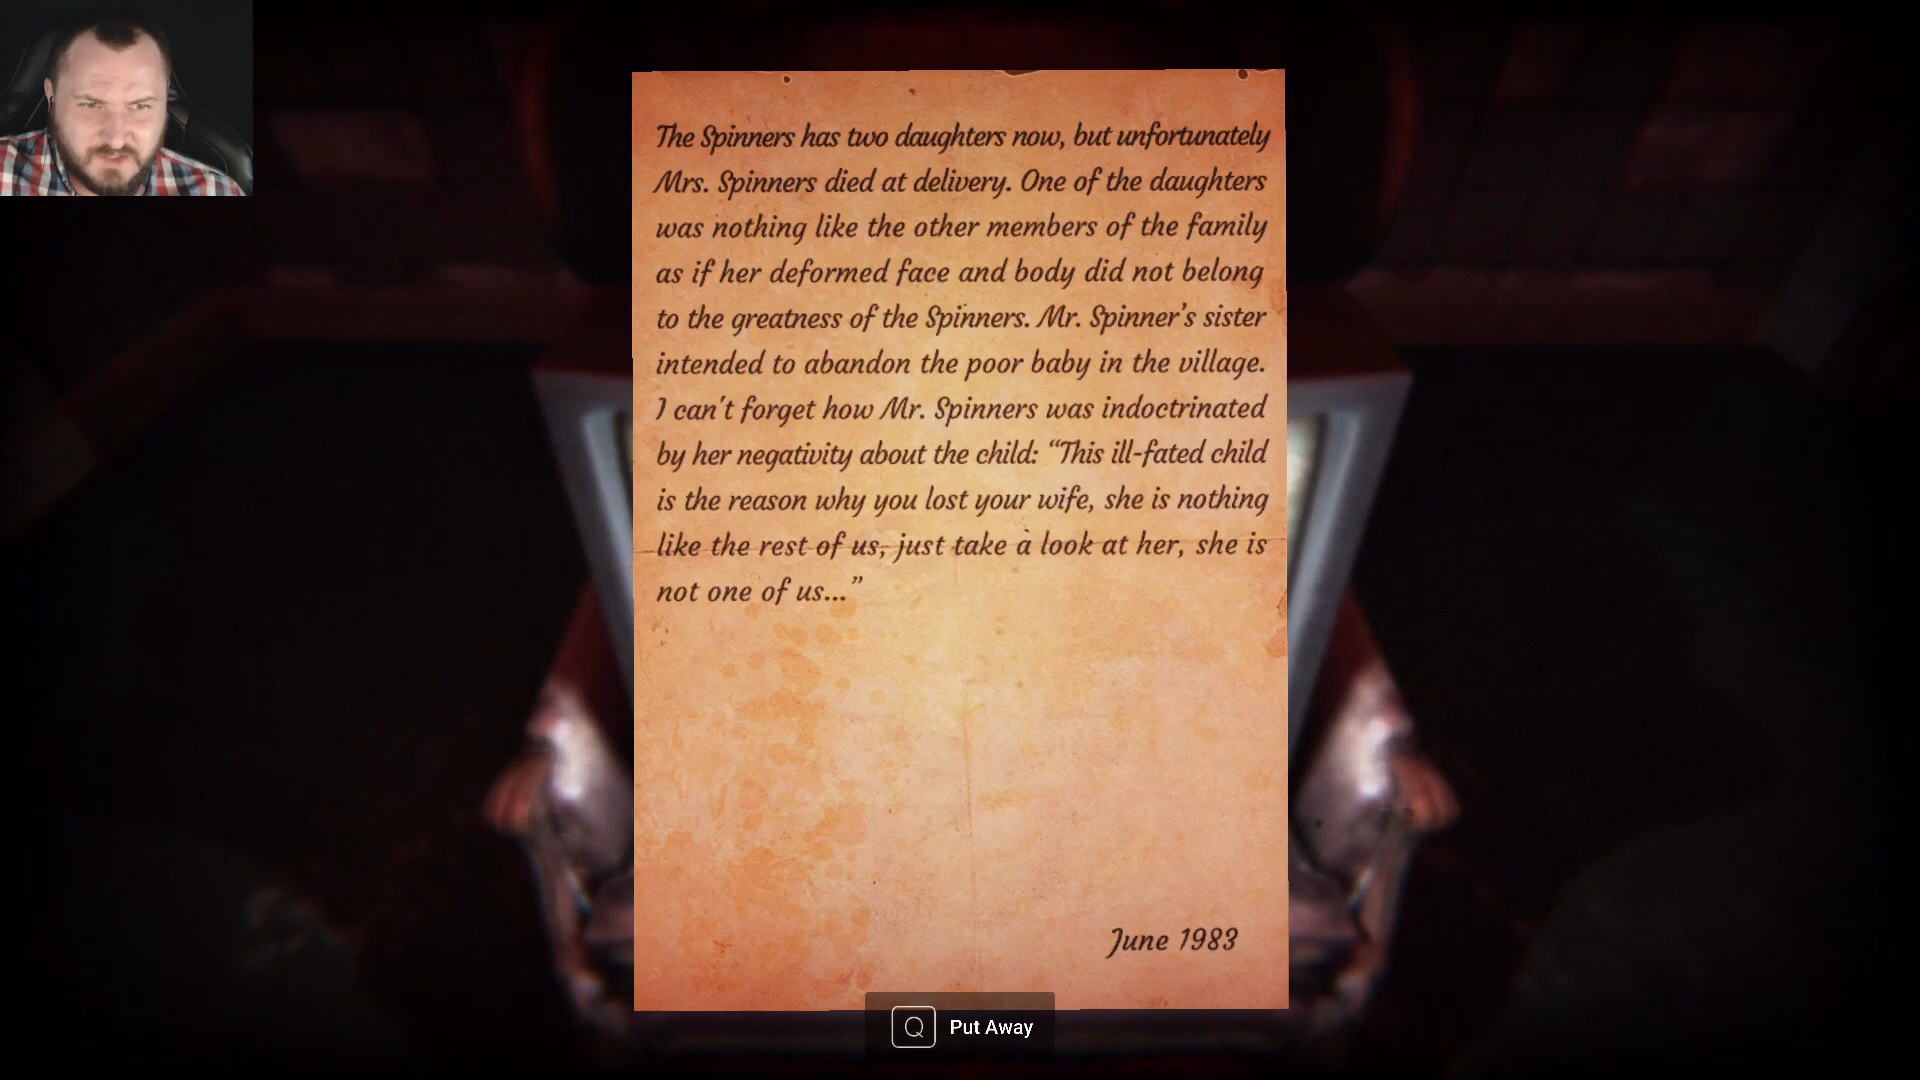 The Spinners has two daughters now, but unfortunately
Mrs. Spinners died at delivery. One of the daughters
was nothing like the other members of the family
as if her deformed face and body did not belong
to the greatness of the Spinners. Mr. Spinner's sister
intended to abandon the poor baby in the village.
I can't forget how Mr. Spinners was indoctrinated
by her negativity about the child: “This ill-fated child
is the reason why you lost your wife, she is nothing
like the rest of us, just take a look at her, she is
not one of us...”
June 1983
Q Put Away